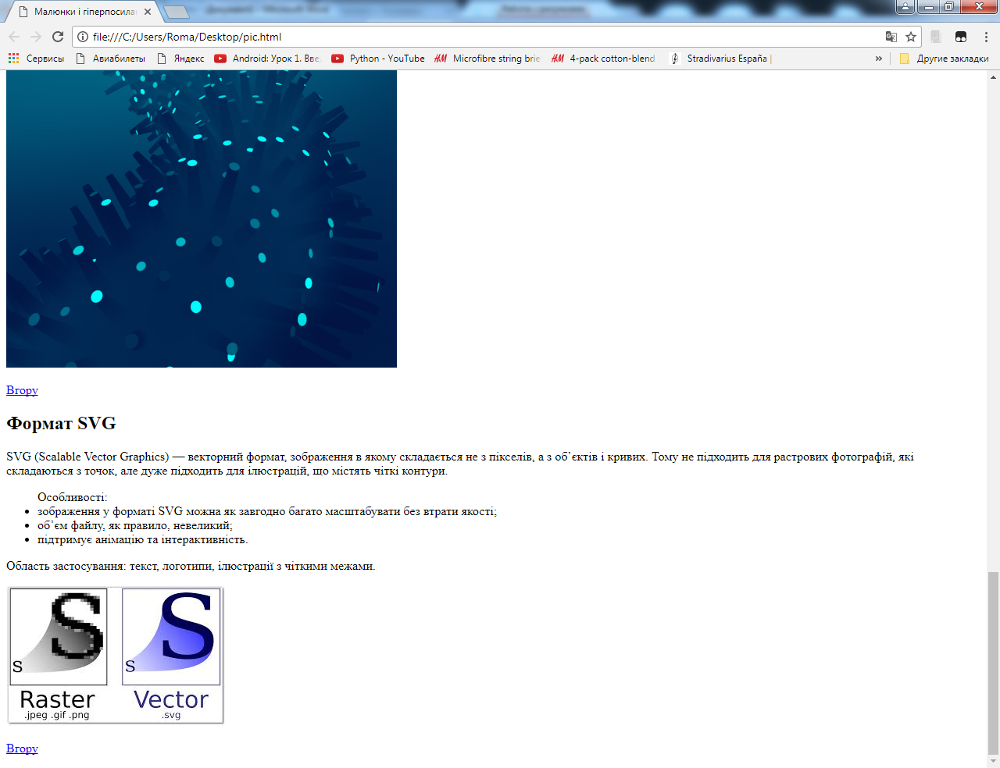 Малюнки і гіперпосилан
file:///C:/Users/Roma/Desktop/pic.html
Сервисы Авиабилеты Яндекс Android: Урок 1. Вве Python - YouTube Microfibre string brie 4-pack cotton-blend Stradivarius España | » Другие закладки
Вгору
Формат SVG
SVG (Scalable Vector Graphics) — векторний формат, зображення в якому складається не з пікселів, а з об’єктів і кривих. Тому не підходить для растрових фотографій, які
складаються з точок, але дуже підходить для ілюстрацій, що містять чіткі контури.
Особливості:
зображення у форматі SVG можна як завгодно багато масштабувати без втрати якості;
об’єм файлу, як правило, невеликий;
підтримує анімацію та інтерактивність.
Область застосування: текст, логотипи, ілюстрації з чіткими межами.
S S
S S
Raster Vector
.jpeg .gif .png .svg
Вгору